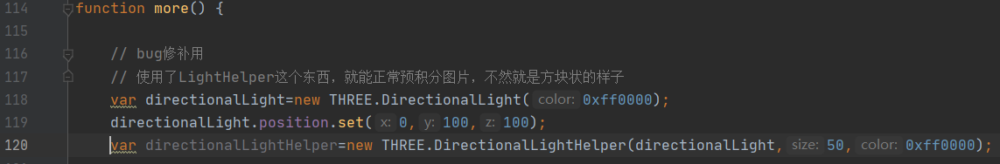 114 function more() {
115
116 // bug修补用
117 // 使用了LightHelper这个东西，就能正常预积分图片，不然就是方块状的样子
118 var directionalLight=new THREE.DirectionalLight( color: 0xff0000);
119 directionalLight.position.set( x: 0, y: 100, z: 100);
120 var directionalLightHelper=new THREE.DirectionalLightHelper(directionalLight, size: 50, color: 0xff0000);